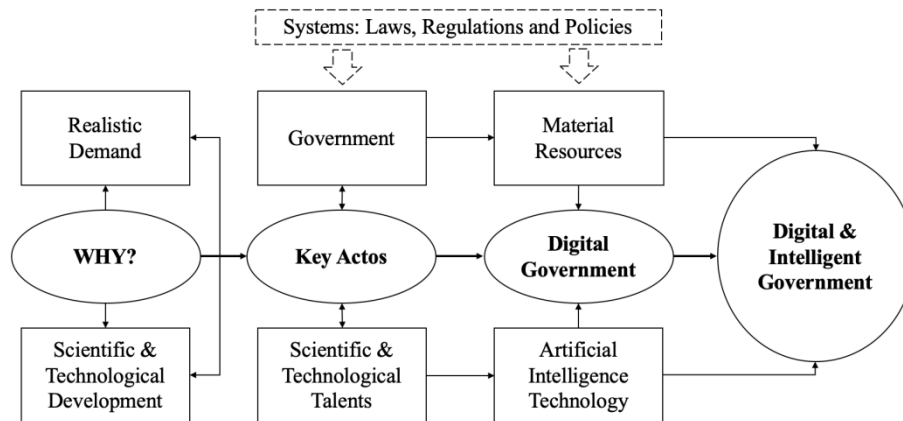 Systems: Laws, Regulations and Policies
Realistic
Demand
Government
Material
Resources
WHY?
Key Actos
Digital
Government
Digital &
Intelligent
Government
Scientific &
Technological
Development
Scientific &
Technological
Talents
Artificial
Intelligence
Technology